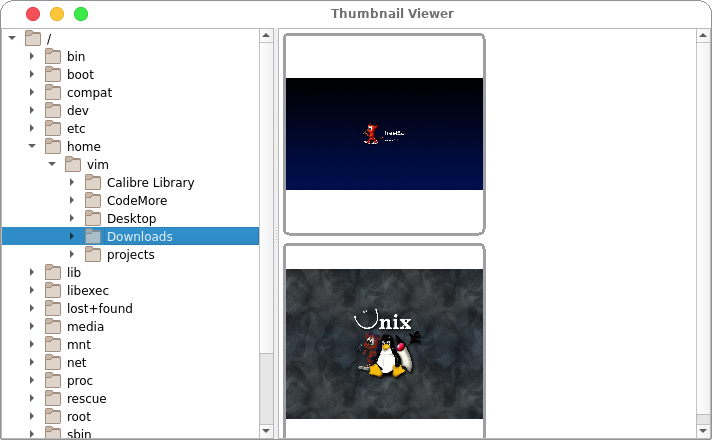 Thumbnail Viewer
/
bin
boot
compat
dev
etc
home
vim
Calibre Library
CodeMore
Desktop
Downloads
projects
lib
libexec
lost+found
media
mnt
net
proc
rescue
root
sbin
Unix